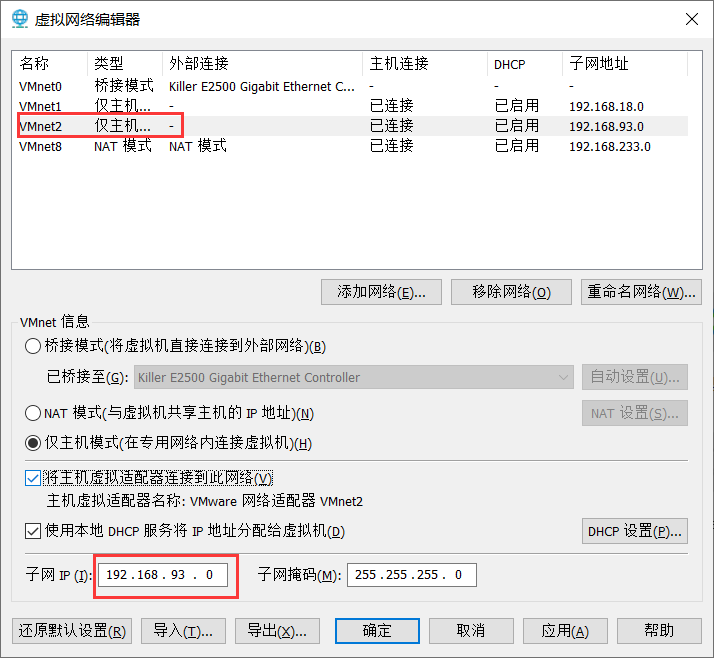 虚拟网络编辑器
名称 类型 外部连接 主机连接 DHCP 子网地址
VMnet0 桥接模式 Killer E2500 Gigabit Ethernet C... - - -
VMnet1 仅主机... - 已连接 已启用 192.168.18.0
VMnet2 仅主机... - 已连接 已启用 192.168.93.0
VMnet8 NAT 模式 NAT 模式 已连接 已启用 192.168.233.0
添加网络(E)... 移除网络(O) 重命名网络(W)...
VMnet 信息
桥接模式(将虚拟机直接连接到外部网络)(B)
已桥接至(G): Killer E2500 Gigabit Ethernet Controller 自动设置(U)...
NAT 模式(与虚拟机共享主机的 IP 地址)(N) NAT 设置(S)...
仅主机模式(在专用网络内连接虚拟机)(H)
将主机虚拟适配器连接到此网络(V)
主机虚拟适配器名称: VMware 网络适配器 VMnet2
使用本地 DHCP 服务将 IP 地址分配给虚拟机(D) DHCP 设置(P)...
子网 IP (I): 192 . 168 . 93 . 0 子网掩码(M): 255 . 255 . 255 . 0
还原默认设置(R) 导入(T)... 导出(X)... 确定 取消 应用(A) 帮助